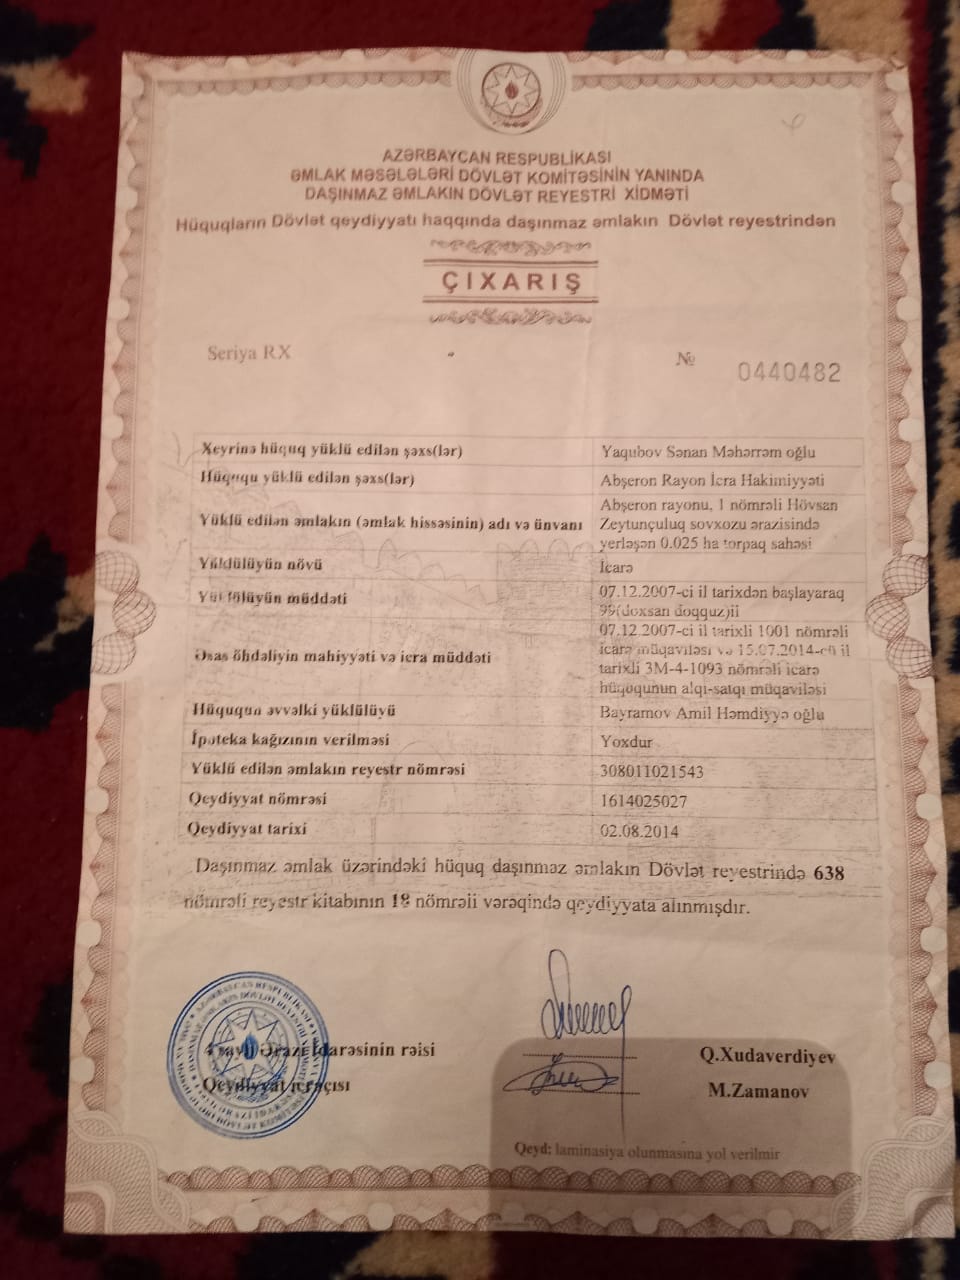 AZƏRBAYCAN RESPUBLİKASI
ƏMLAK MƏSƏLƏLƏRİ DÖVLƏT KOMİTƏSİNİN YANINDA
DAŞINMAZ ƏMLAKIN DÖVLƏT REYESTRİ XİDMƏTİ
Hüquqların Dövlət qeydiyyatı haqqında daşınmaz əmlakın Dövlət reyestrindən
ÇIXARIŞ
Seriya RX № 0440482
Xeyrinə hüquq yüklü edilən şəxs(lər) Yaqubov Sənan Məhərrəm oğlu
Hüququ yüklü edilən şəxs(lər) Abşeron Rayon İcra Hakimiyyəti
Yüklü edilən əmlakın (əmlak hissəsinin) adı və ünvanı Abşeron rayonu, 1 nömrəli Hövsan
Zeytunçuluq sovxozu ərazisində
yerləşən 0.025 ha torpaq sahəsi
Yüklülüyün növü İcarə
Yüklülüyün müddəti 07.12.2007-ci il tarixdən başlayaraq
99(doxsan doqquz)il
Əsas öhdəliyin mahiyyəti və icra müddəti 07.12.2007-ci il tarixli 1001 nömrəli
icarə müqaviləsi və 15.07.2014-cü il
tarixli 3M-4-1093 nömrəli icarə
hüququnun alqı-satqı müqaviləsi
Hüququn əvvəlki yüklülüyü Bayramov Amil Həmdiyyə oğlu
İpoteka kağızının verilməsi Yoxdur
Yüklü edilən əmlakın reyestr nömrəsi 308011021543
Qeydiyyat nömrəsi 1614025027
Qeydiyyat tarixi 02.08.2014
Daşınmaz əmlak üzərindəki hüquq daşınmaz əmlakın Dövlət reyestrində 638
nömrəli reyestr kitabının 18 nömrəli vərəqində qeydiyyata alınmışdır.
saylı Ərazi İdarəsinin rəisi Q.Xudaverdiyev
Qeydiyyat icraçısı M.Zamanov
Qeyd: laminasiya olunmasına yol verilmir